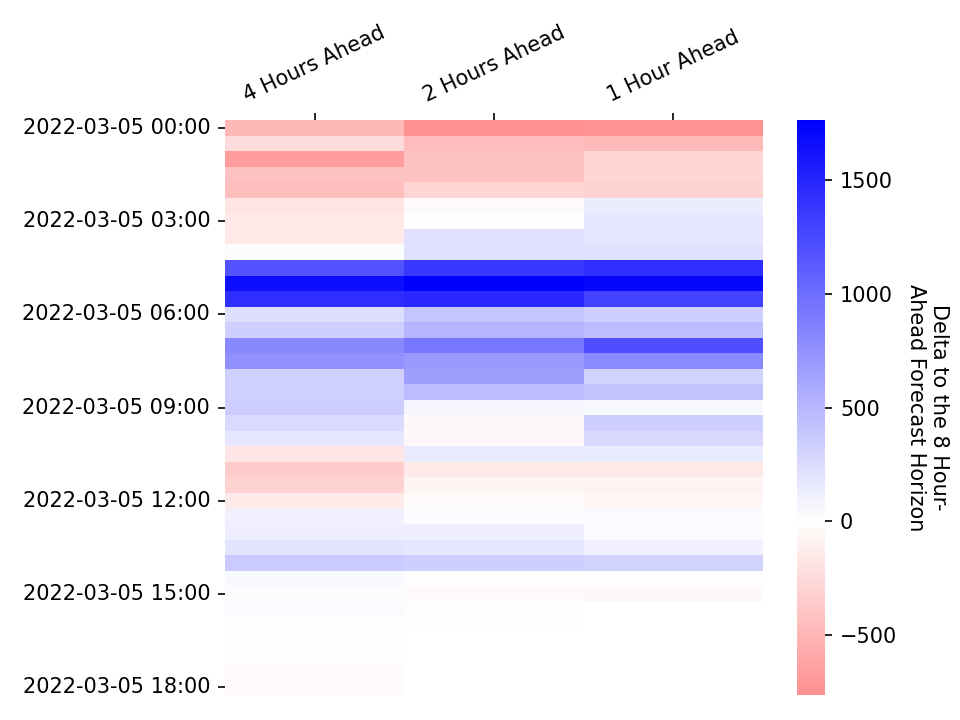 4 Hours Ahead
2 Hours Ahead
1 Hour Ahead
2022-03-05 00:00
2022-03-05 03:00
2022-03-05 06:00
2022-03-05 09:00
2022-03-05 12:00
2022-03-05 15:00
2022-03-05 18:00
1500
1000
500
0
−500
Delta to the 8 Hour-
Ahead Forecast Horizon